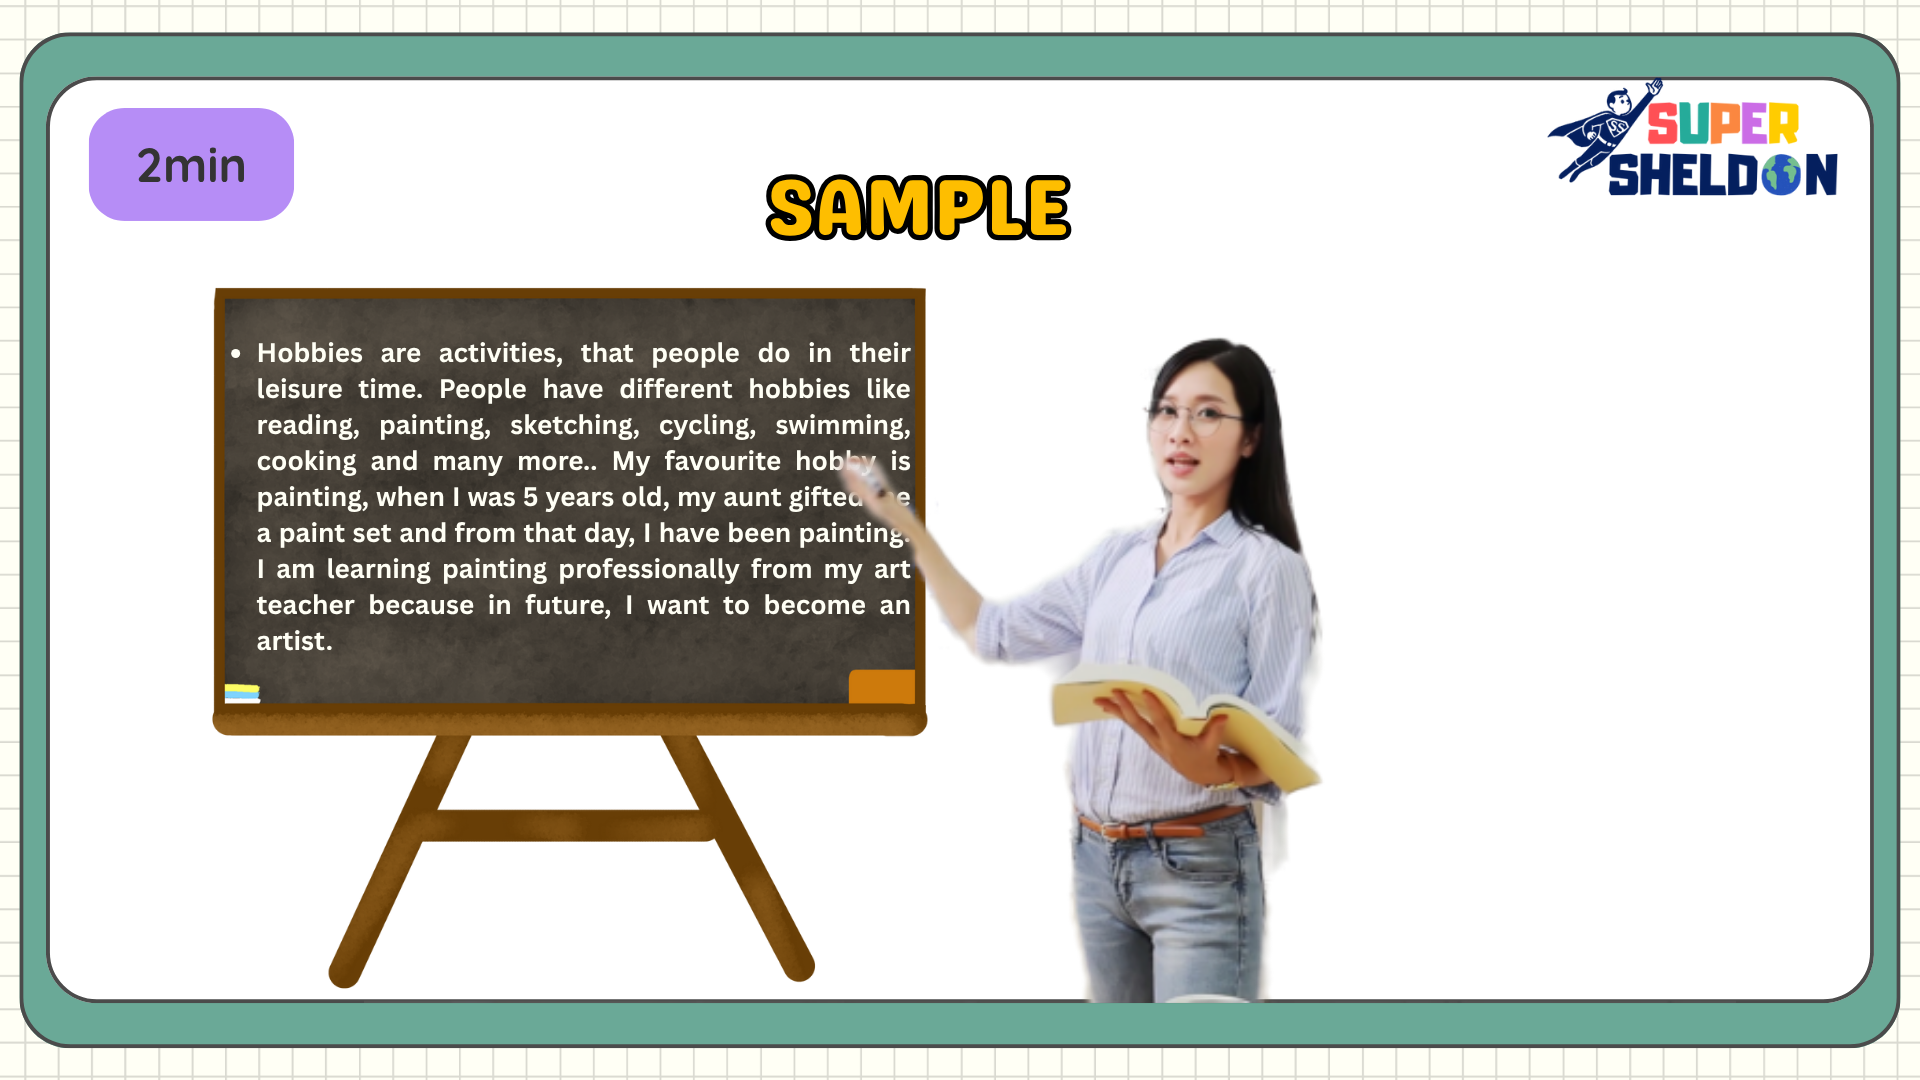 2min
SUPER
SHELDON
SAMPLE
• Hobbies are activities, that people do in their
leisure time. People have different hobbies like
reading, painting, sketching, cycling, swimming,
cooking and many more.. My favourite hobby is
painting, when I was 5 years old, my aunt gifted
a paint set and from that day, I have been painting.
I am learning painting professionally from my art
teacher because in future, I want to become an
artist.